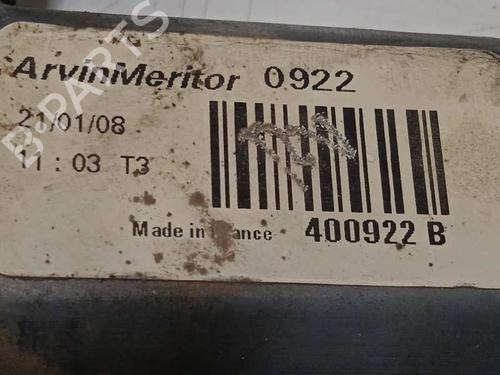 ArvinMeritor 0922
21/01/08
11 : 03 T3
Made in France 400922 B
B-PARTS